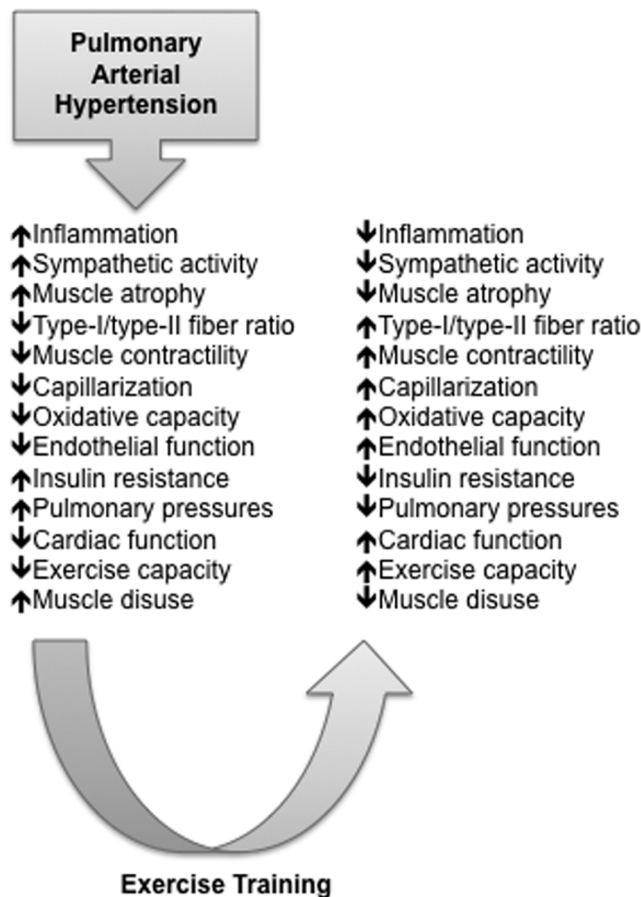 Pulmonary
Arterial
Hypertension
↑Inflammation
↑Sympathetic activity
↑Muscle atrophy
↓Type-I/type-II fiber ratio
↓Muscle contractility
↓Capillarization
↓Oxidative capacity
↓Endothelial function
↑Insulin resistance
↑Pulmonary pressures
↓Cardiac function
↓Exercise capacity
↑Muscle disuse
↓Inflammation
↓Sympathetic activity
↓Muscle atrophy
↑Type-I/type-II fiber ratio
↑Muscle contractility
↑Capillarization
↑Oxidative capacity
↑Endothelial function
↓Insulin resistance
↓Pulmonary pressures
↑Cardiac function
↑Exercise capacity
↓Muscle disuse
Exercise Training